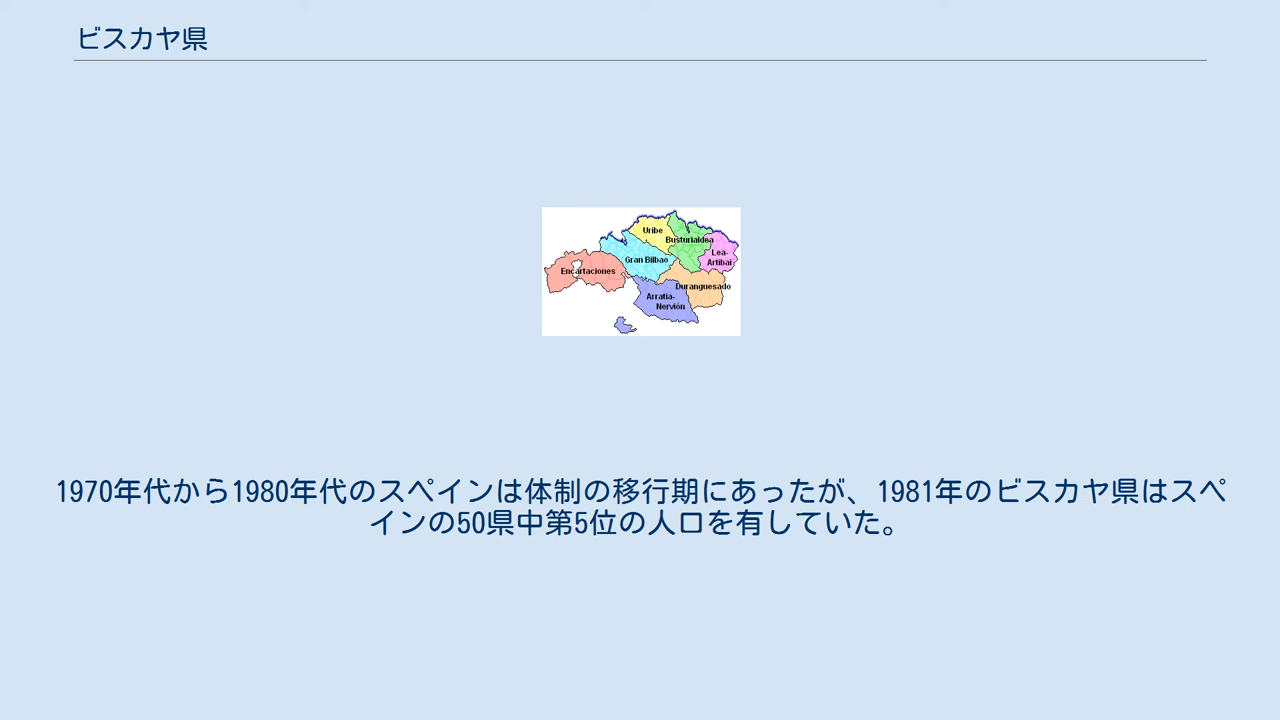 ビスカヤ県
Uribe
Busturialdea
Lea-
Artibai
Gran Bilbao
Encartaciones
Duranguesado
Arratia-
Nervión
1970年代から1980年代のスペインは体制の移行期にあったが、1981年のビスカヤ県はスペ
インの50県中第5位の人口を有していた。